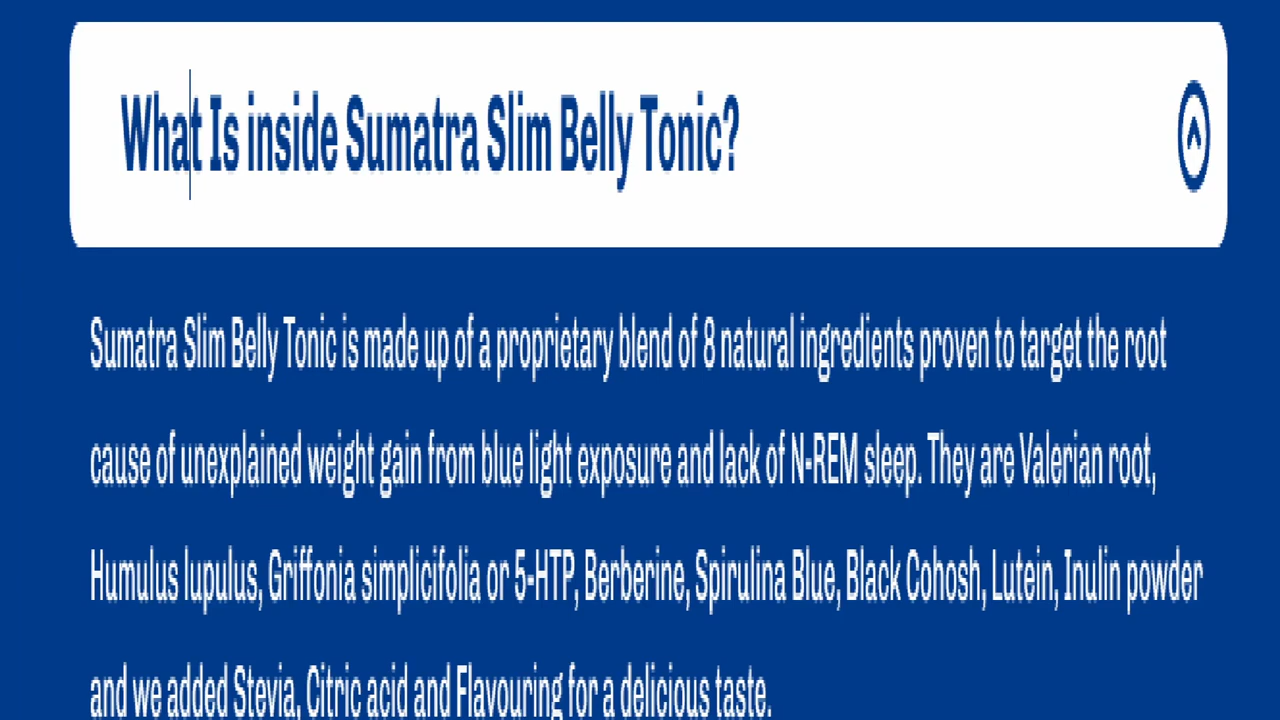 What Is inside Sumatra Slim Belly Tonic?
Sumatra Slim Belly Tonic is made up of a proprietary blend of 8 natural ingredients proven to target the root
cause of unexplained weight gain from blue light exposure and lack of N-REM sleep. They are Valerian root,
Humulus lupulus, Griffonia simplicifolia or 5-HTP, Berberine, Spirulina Blue, Black Cohosh, Lutein, Inulin powder
and we added Stevia, Citric acid and Flavouring for a delicious taste.